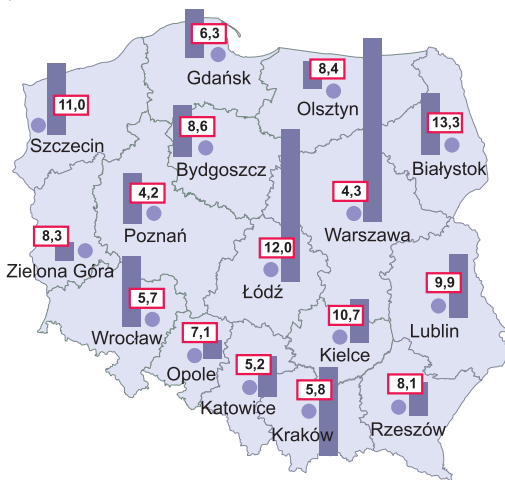 6,3
Gdańsk
8,4
Olsztyn
11,0
Szczecin
8,6
Bydgoszcz
13,3
Białystok
4,2
Poznań
4,3
Warszawa
8,3
Zielona Góra
12,0
Łódź
5,7
Wrocław
9,9
Lublin
10,7
Kielce
7,1
Opole
5,2
Katowice
5,8
Kraków
8,1
Rzeszów